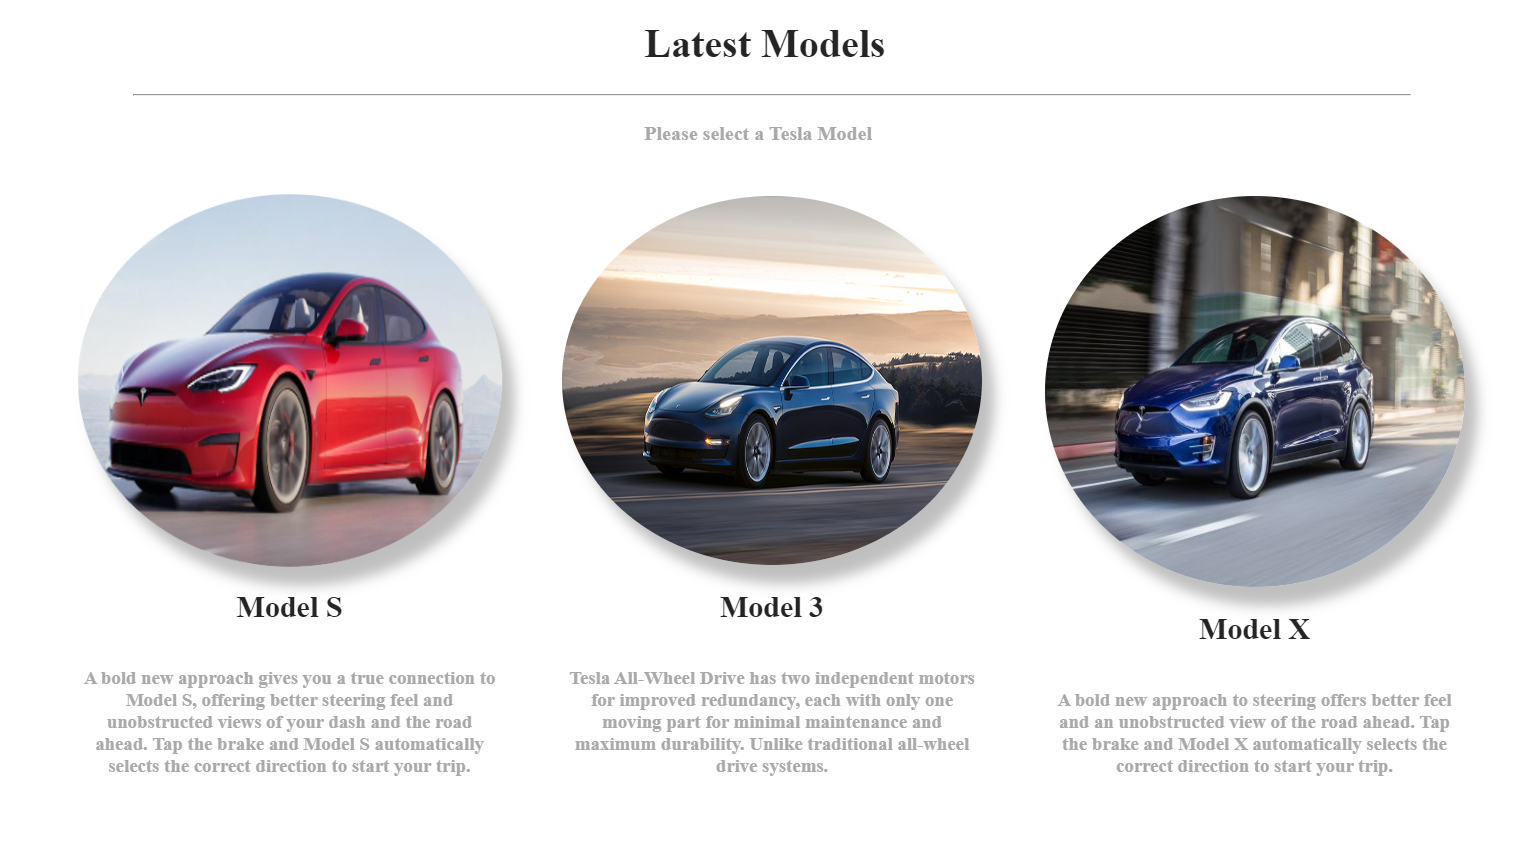 Latest Models
Please select a Tesla Model
Model S
A bold new approach gives you a true connection to
Model S, offering better steering feel and
unobstructed views of your dash and the road
ahead. Tap the brake and Model S automatically
selects the correct direction to start your trip.
Model 3
Tesla All-Wheel Drive has two independent motors
for improved redundancy, each with only one
moving part for minimal maintenance and
maximum durability. Unlike traditional all-wheel
drive systems.
Model X
A bold new approach to steering offers better feel
and an unobstructed view of the road ahead. Tap
the brake and Model X automatically selects the
correct direction to start your trip.